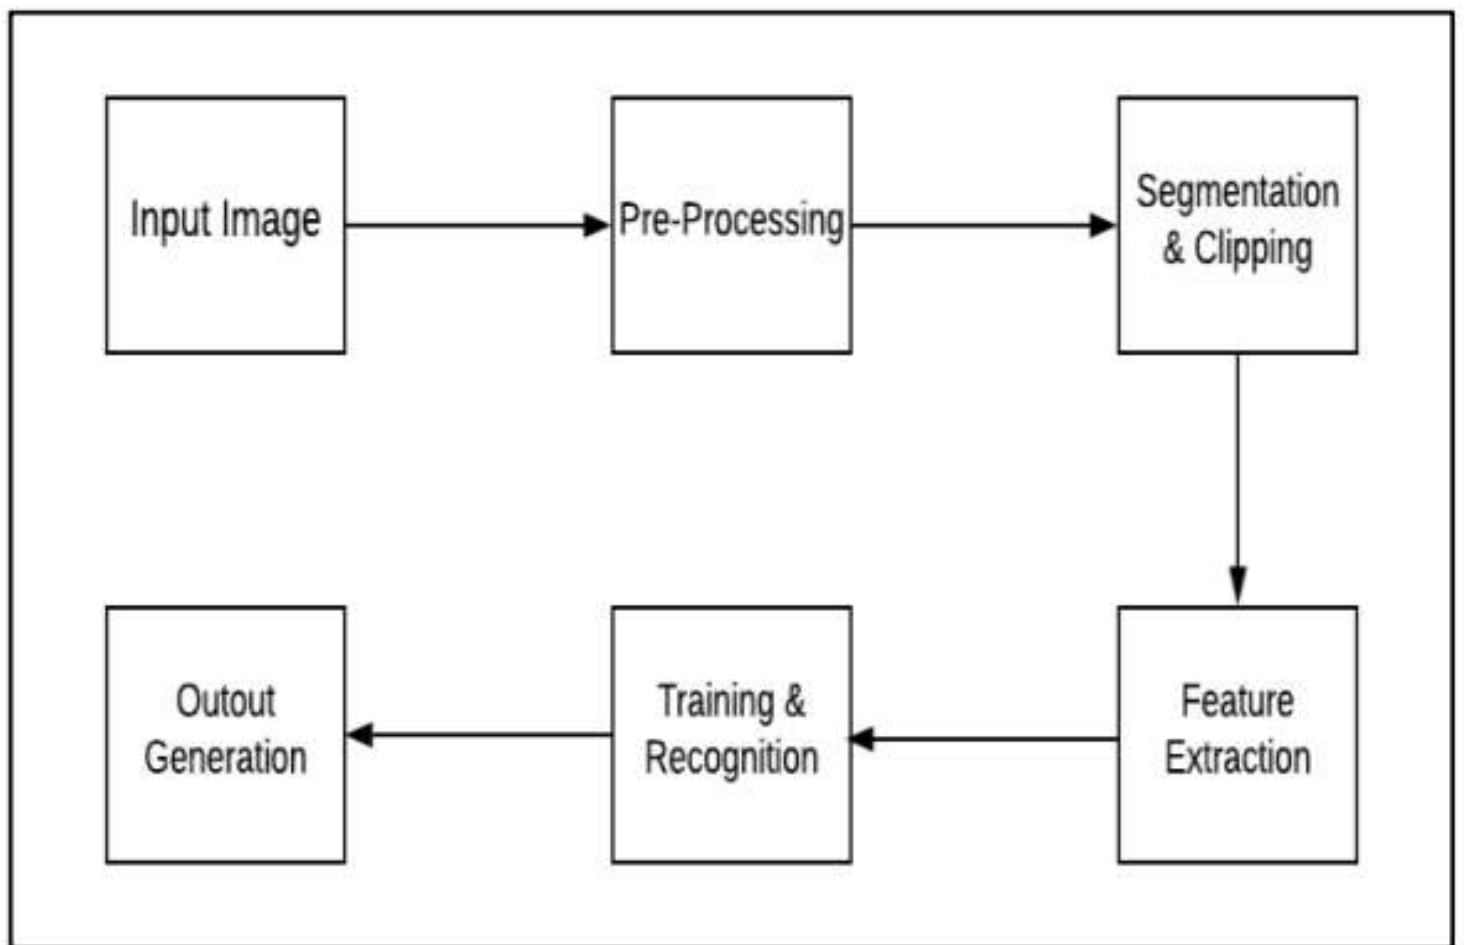 Input Image
Pre-Processing
Segmentation
& Clipping
Feature
Extraction
Training &
Recognition
Outout
Generation